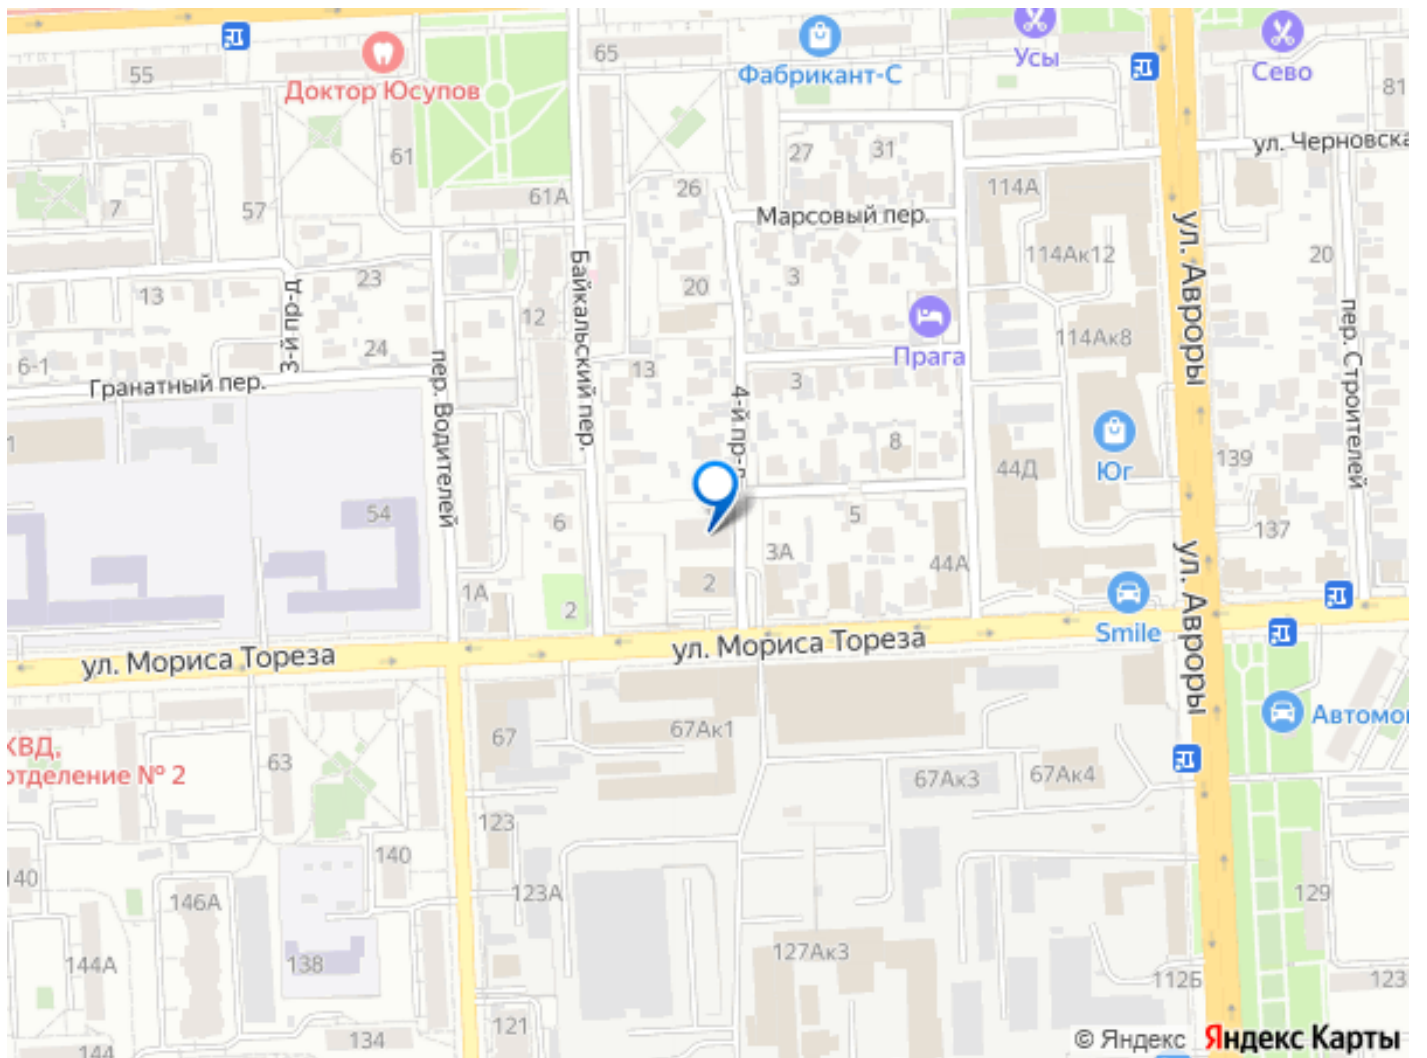 55
Доктор Юсупов
65
Фабрикант-С
Усы
Сево
81
ул. Черновска
61
27
31
7
57
61А
26
114А
Марсовый пер.
ул. Авроры
114Ак12
20
Байкальский пер.
3
20
23
13
3-й пр-д
12
Прага
114Ак8
пер. Строителей
6-1
24
13
Гранатный пер.
пер. Водителей
3
4-й пр-д
8
Юг
44Д
139
1
54
6
5
137
3А
44А
ул. Авроры
1А
2
2
Smile
ул. Мориса Тореза
ул. Мориса Тореза
67
67Ак1
Автомо
КВД,
отделение № 2
63
67Ак3
67Ак4
123
140
140
146А
123А
129
127Ак3
144А
138
112Б
123
121
134
144
© Яндекс Яндекс Карты